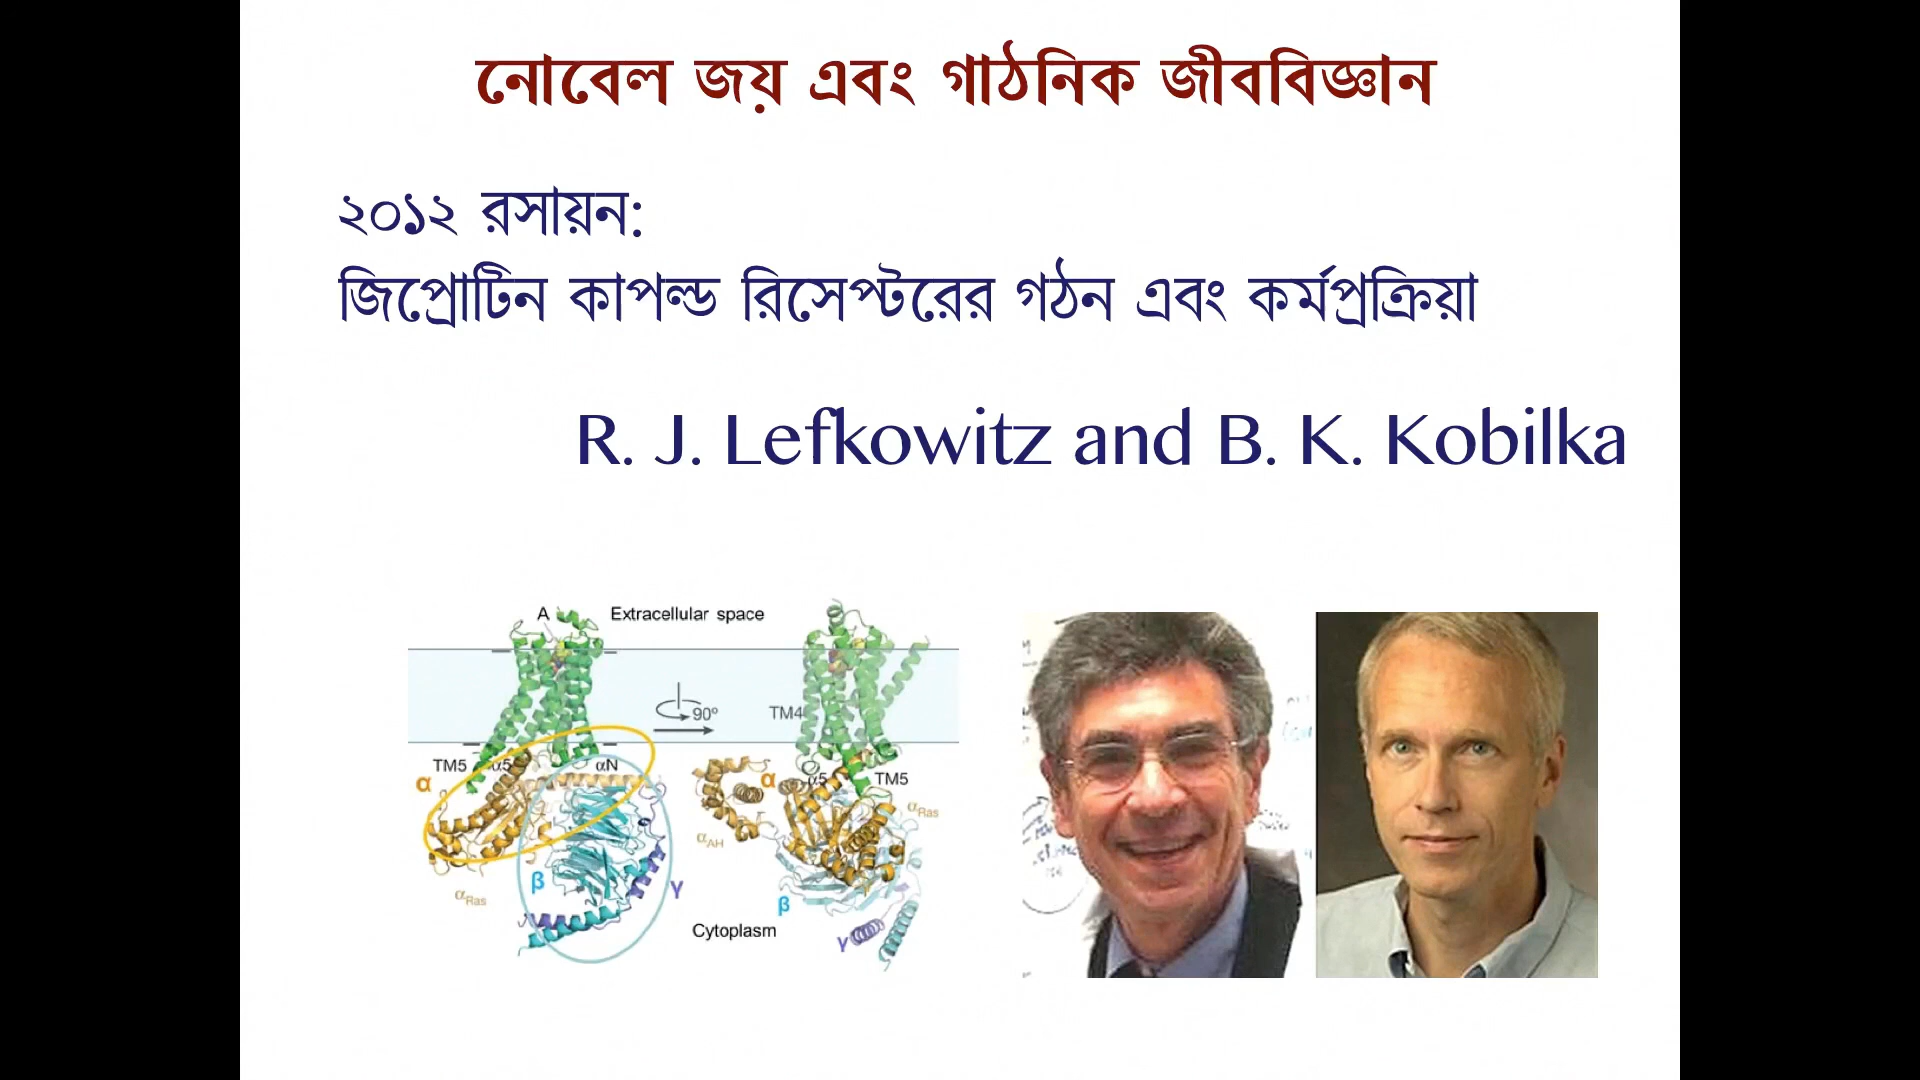 নোবেল জয় এবং গাঠনিক জীববিজ্ঞান
২০১২ রসায়ন:
জিপ্রোটিন কাপল্ড রিসেপ্টরের গঠন এবং কর্মপ্রক্রিয়া
R. J. Lefkowitz and B. K. Kobilka
A Extracellular space
90º TM4
TM5 α5 αN α α5 TM5
α
αRas
αAH
αRas
β γ β
Cytoplasm γ